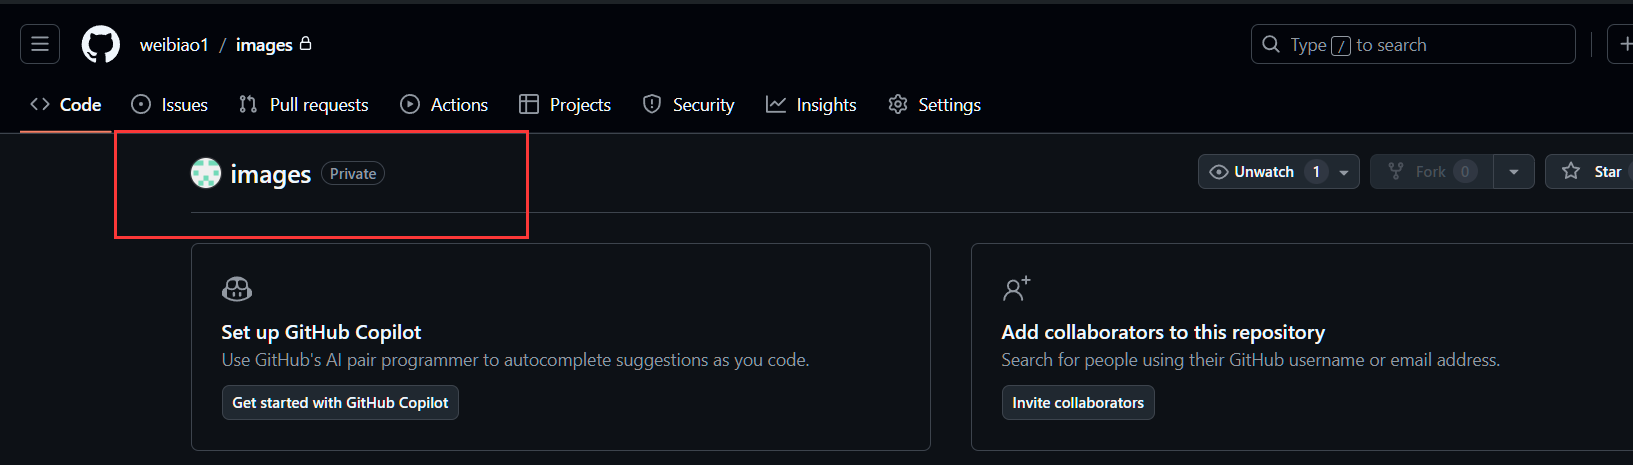 weibiao1 / images
Type / to search
Code Issues Pull requests Actions Projects Security Insights Settings
images Private
Unwatch 1 Fork 0 Star
Set up GitHub Copilot
Use GitHub's AI pair programmer to autocomplete suggestions as you code.
Get started with GitHub Copilot
Add collaborators to this repository
Search for people using their GitHub username or email address.
Invite collaborators